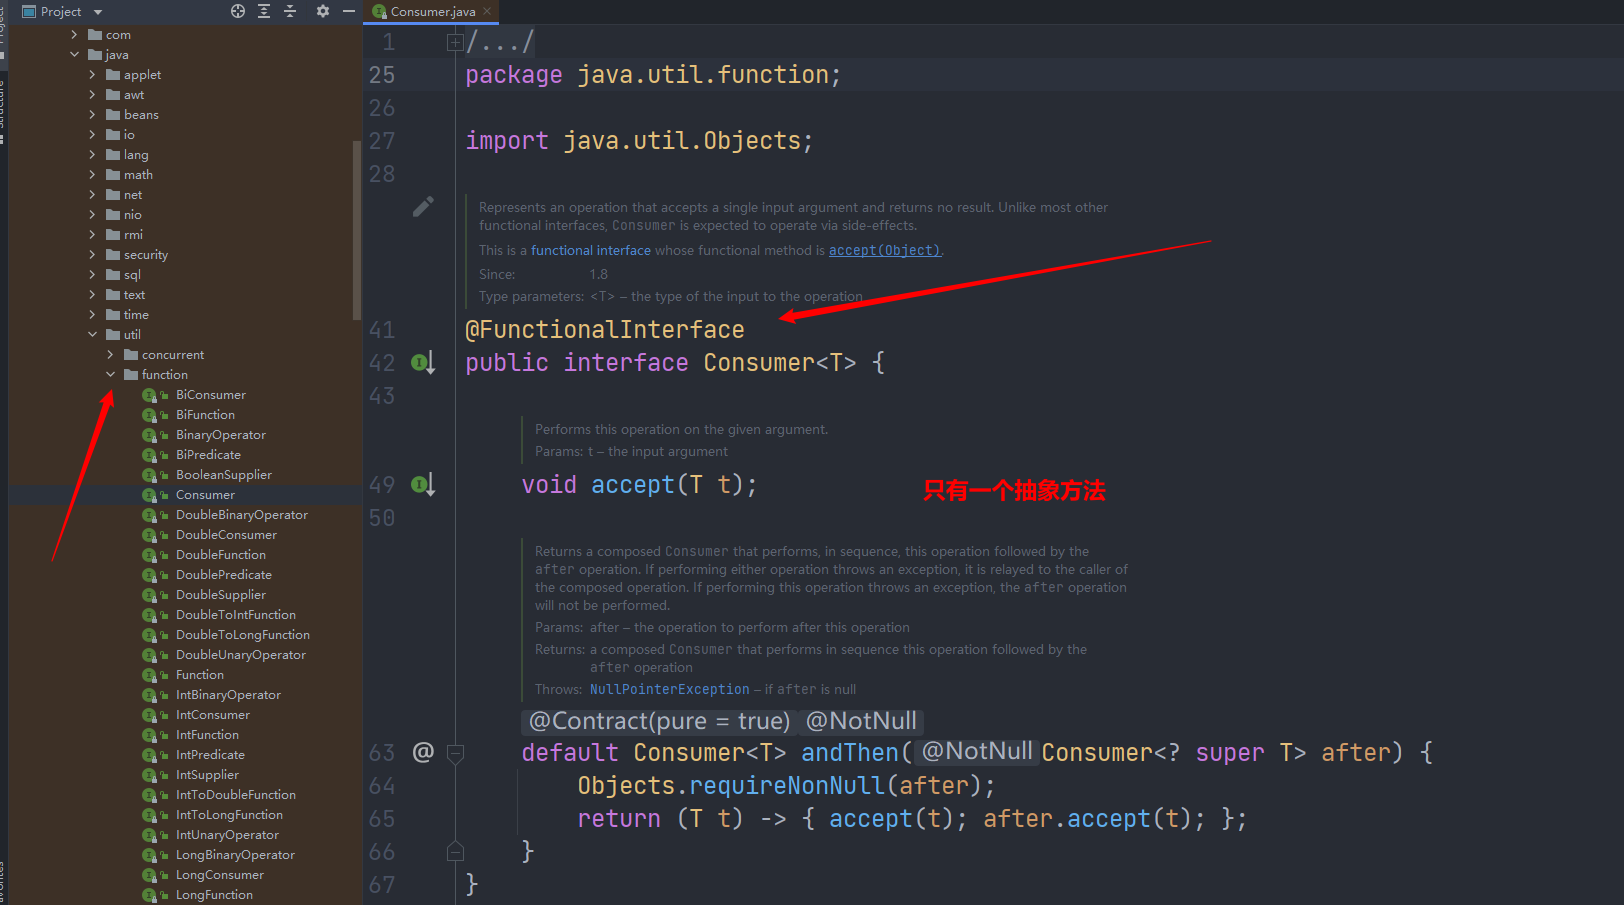 Project
com
java
applet
awt
beans
io
lang
math
net
nio
rmi
security
sql
text
time
util
concurrent
function
BiConsumer
BiFunction
BinaryOperator
BiPredicate
BooleanSupplier
Consumer
DoubleBinaryOperator
DoubleConsumer
DoubleFunction
DoublePredicate
DoubleSupplier
DoubleToIntFunction
DoubleToLongFunction
DoubleUnaryOperator
Function
IntBinaryOperator
IntConsumer
IntFunction
IntPredicate
IntSupplier
IntToDoubleFunction
IntToLongFunction
IntUnaryOperator
LongBinaryOperator
LongConsumer
LongFunction
Consumer.java
1 /.../
25 package java.util.function;
26
27 import java.util.Objects;
28
Represents an operation that accepts a single input argument and returns no result. Unlike most other
functional interfaces, Consumer is expected to operate via side-effects.
This is a functional interface whose functional method is accept(Object).
Since: 1.8
Type parameters: <T> – the type of the input to the operation
41 @FunctionalInterface
42 public interface Consumer<T> {
43
Performs this operation on the given argument.
Params: t – the input argument
49 void accept(T t);
只有一个抽象方法
50
Returns a composed Consumer that performs, in sequence, this operation followed by the
after operation. If performing either operation throws an exception, it is relayed to the caller of
the composed operation. If performing this operation throws an exception, the after operation
will not be performed.
Params: after – the operation to perform after this operation
Returns: a composed Consumer that performs in sequence this operation followed by the
after operation
Throws: NullPointerException – if after is null
@Contract(pure = true) @NotNull
63 @ default Consumer<T> andThen( @NotNull Consumer<? super T> after) {
64 Objects.requireNonNull(after);
65 return (T t) -> { accept(t); after.accept(t); };
66 }
67 }